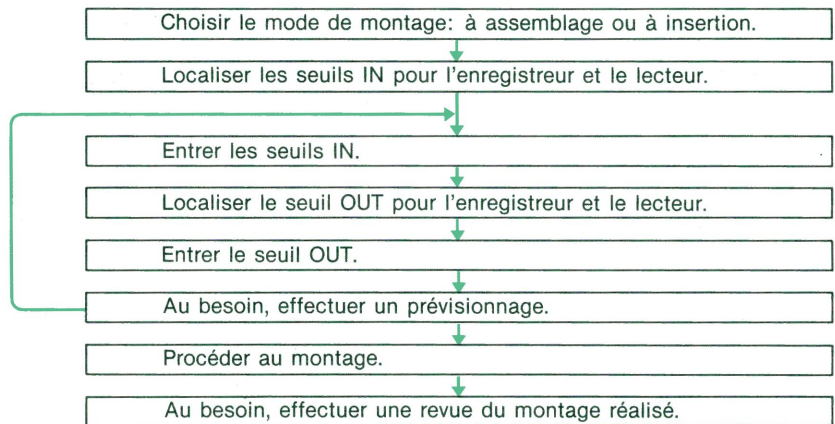 Choisir le mode de montage: à assemblage ou à insertion.
Localiser les seuils IN pour l'enregistreur et le lecteur.
Entrer les seuils IN.
Localiser le seuil OUT pour l'enregistreur et le lecteur.
Entrer le seuil OUT.
Au besoin, effectuer un prévisionnage.
Procéder au montage.
Au besoin, effectuer une revue du montage réalisé.